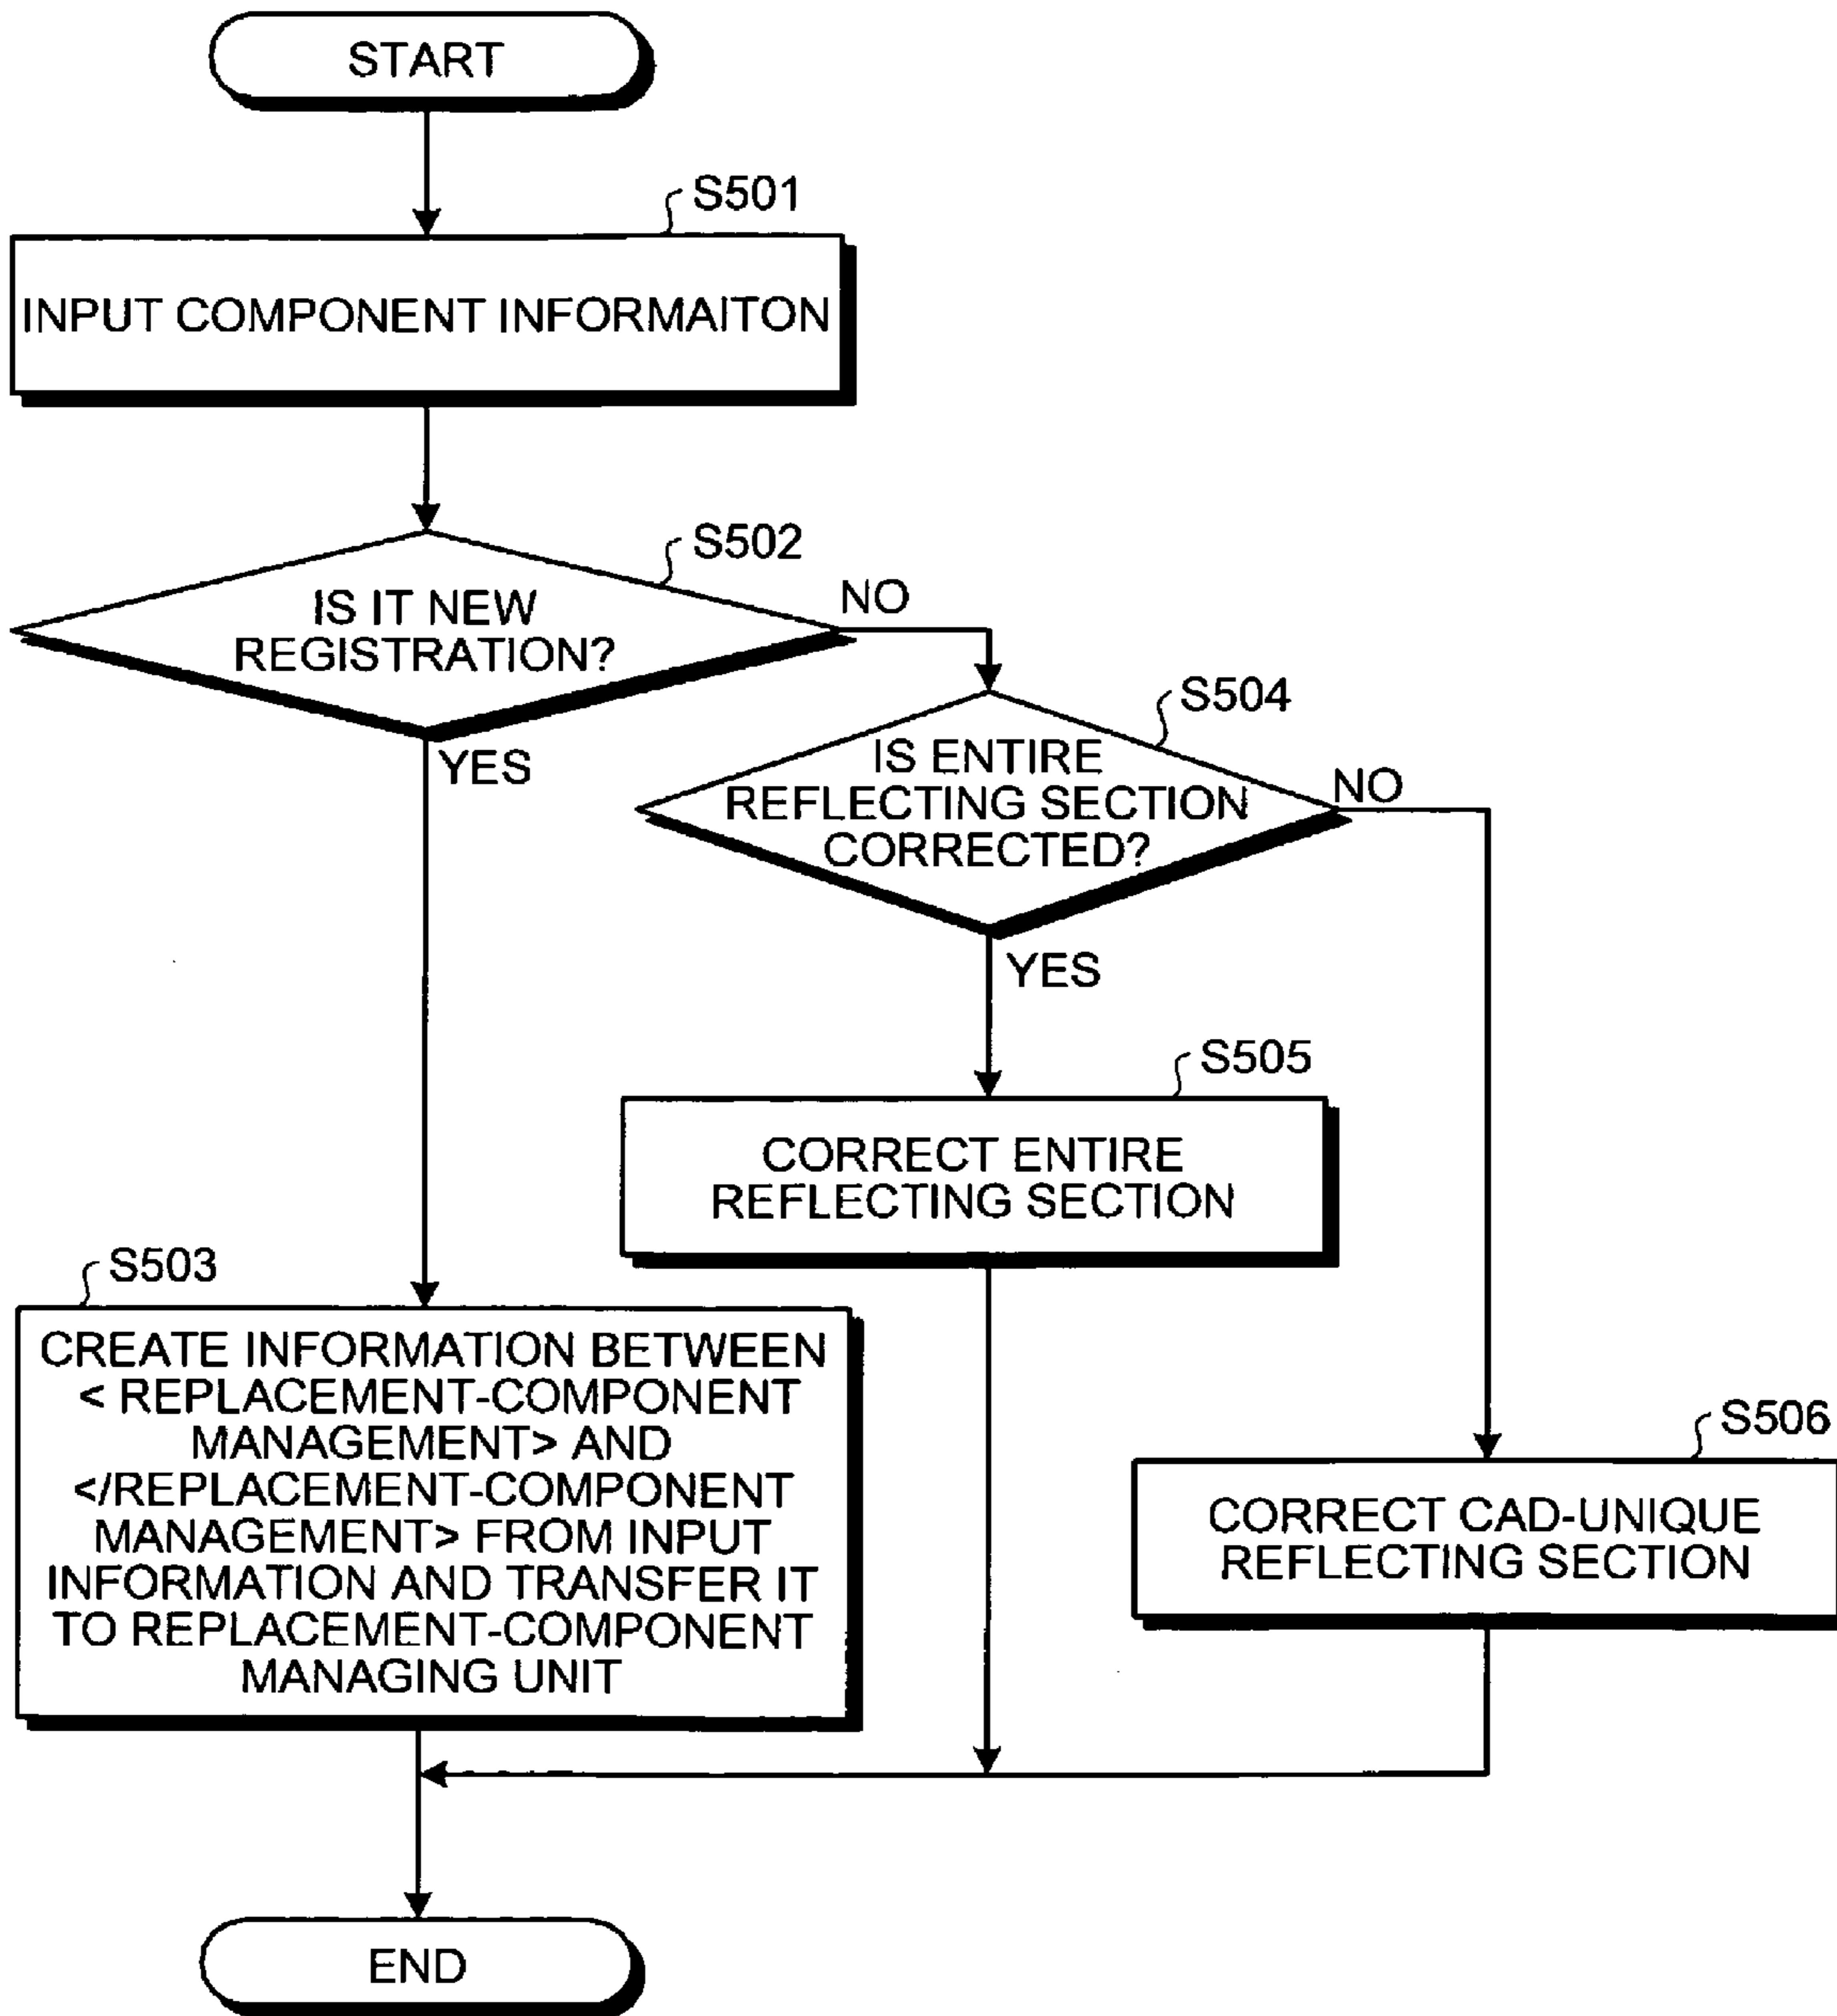 START
S501
INPUT COMPONENT INFORMAITON
S502
IS IT NEW
REGISTRATION?
NO
YES
S504
IS ENTIRE
REFLECTING SECTION
CORRECTED?
NO
YES
S505
CORRECT ENTIRE
REFLECTING SECTION
S503
CREATE INFORMATION BETWEEN
< REPLACEMENT-COMPONENT
MANAGEMENT> AND
</REPLACEMENT-COMPONENT
MANAGEMENT> FROM INPUT
INFORMATION AND TRANSFER IT
TO REPLACEMENT-COMPONENT
MANAGING UNIT
S506
CORRECT CAD-UNIQUE
REFLECTING SECTION
END